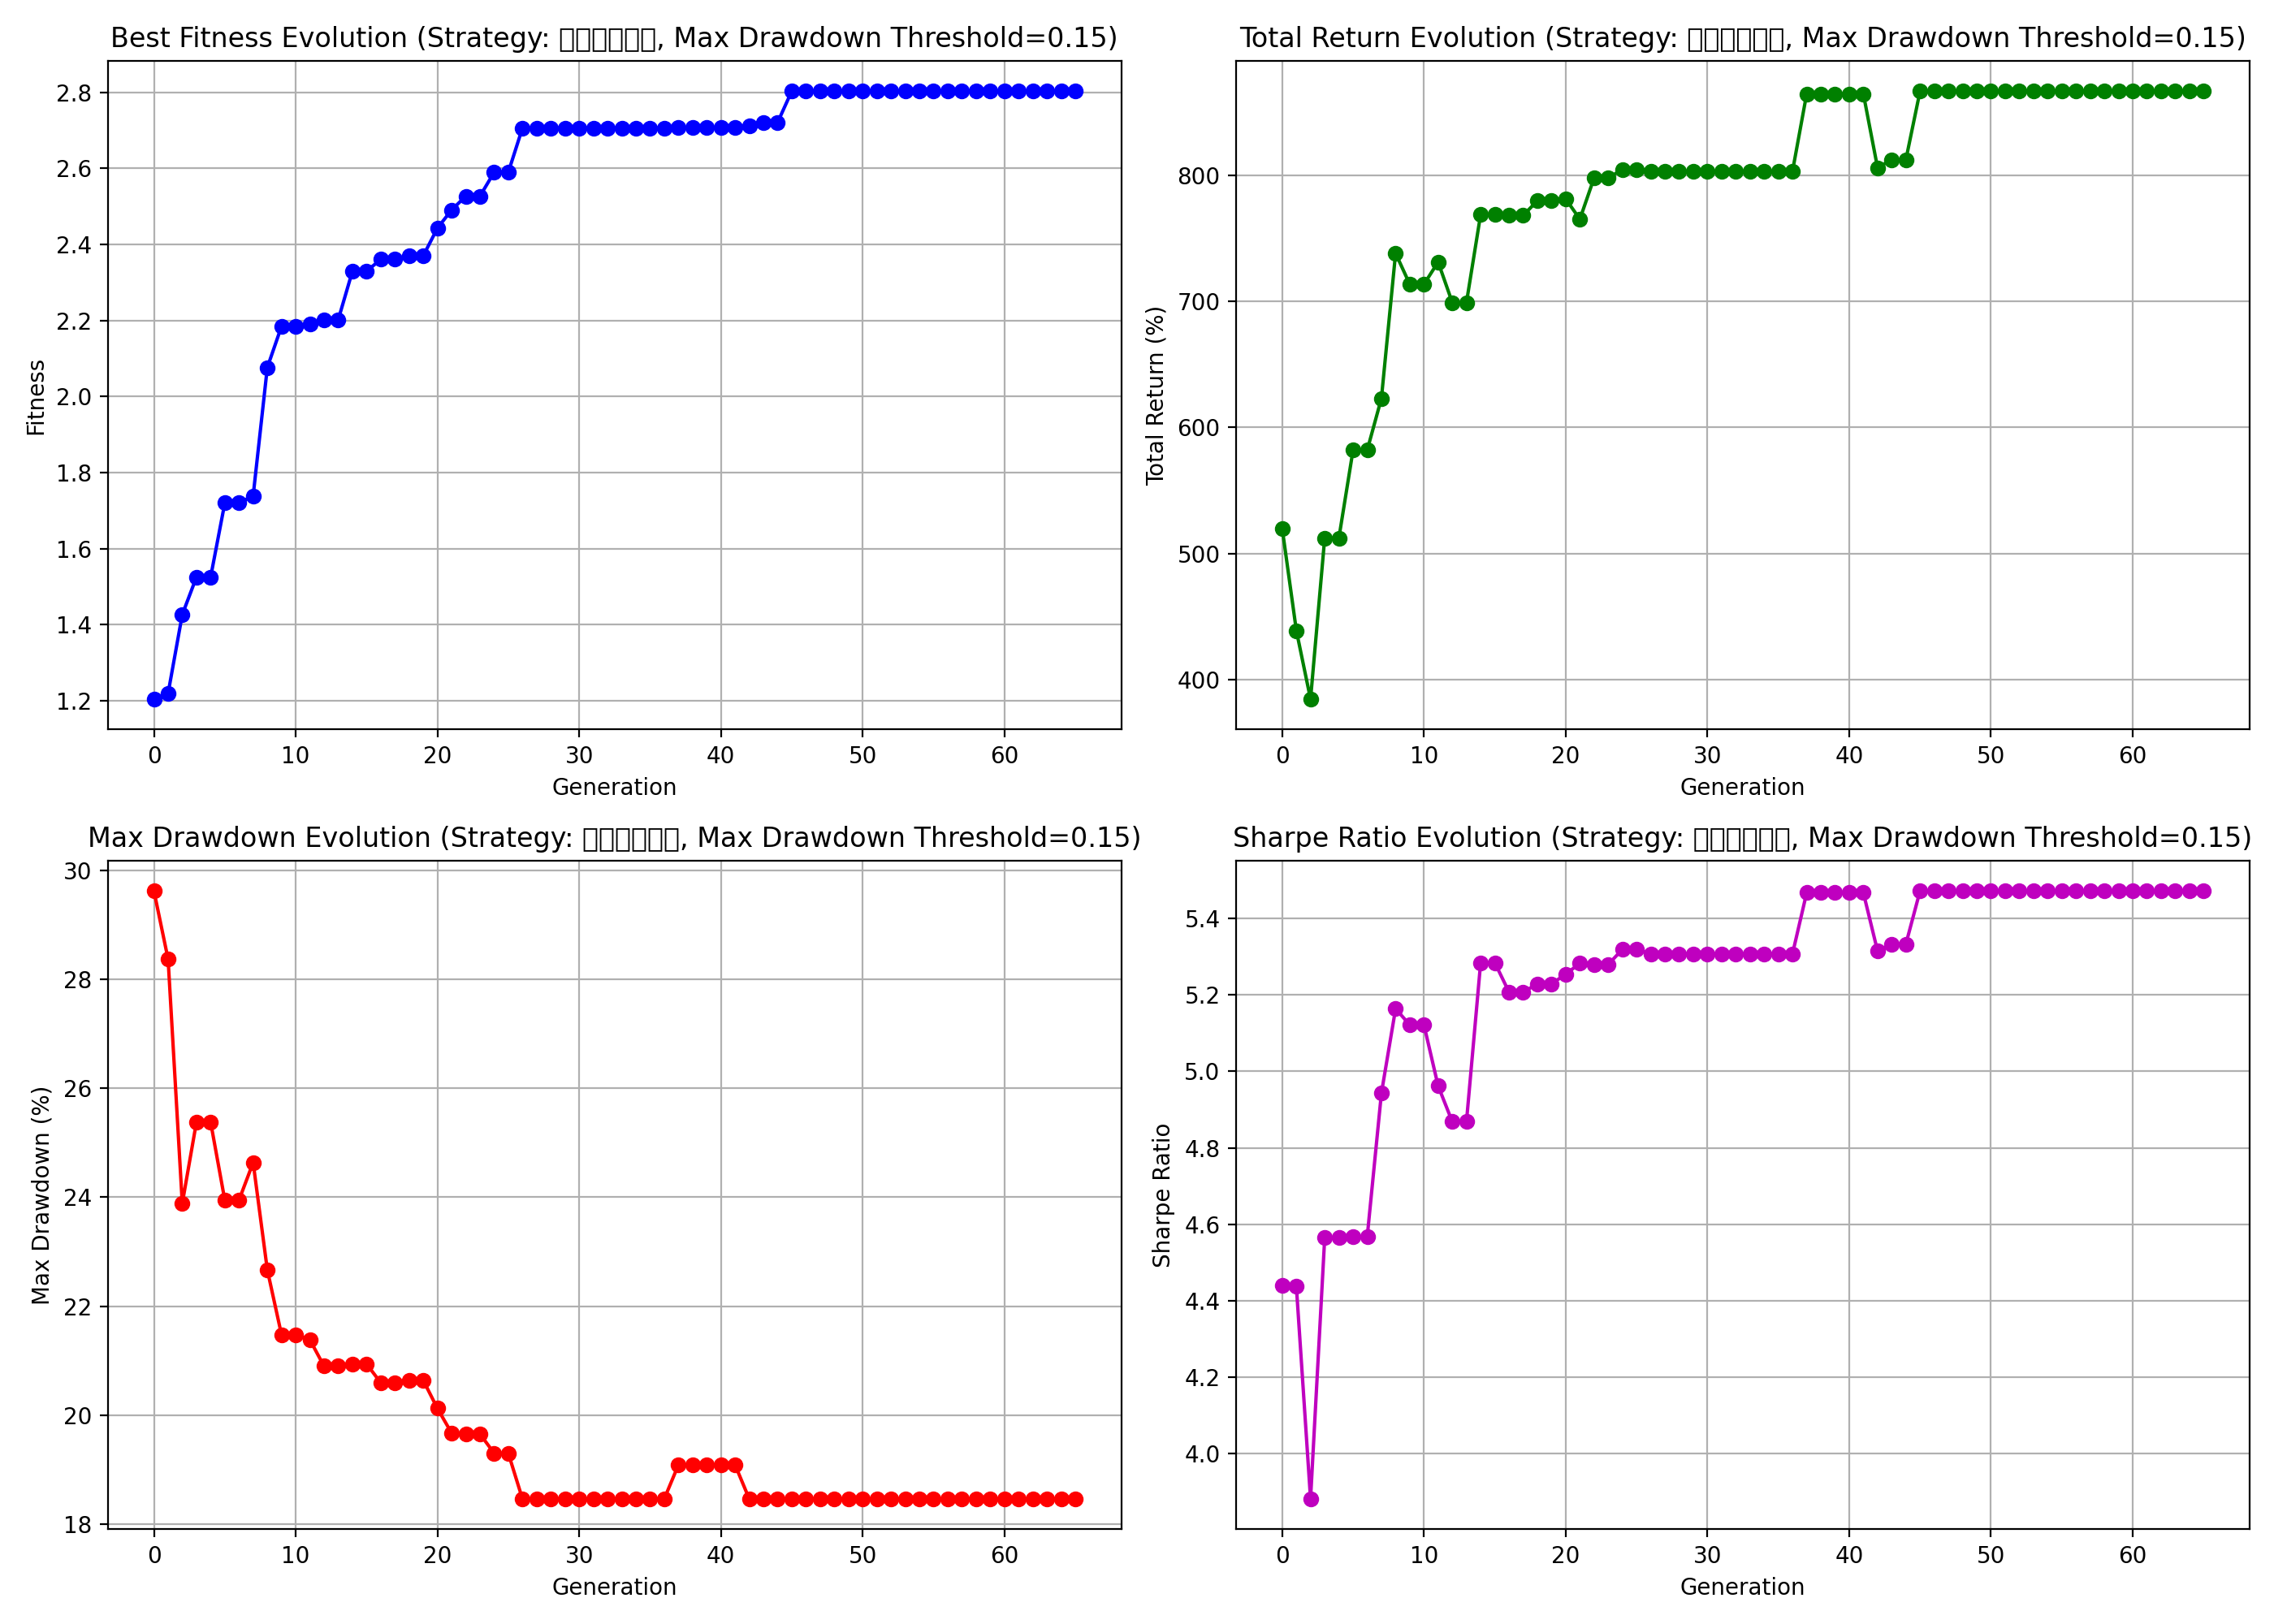 Best Fitness Evolution (Strategy: □□□□□□, Max Drawdown Threshold=0.15)
2.8
2.6
2.4
2.2
2.0
1.8
1.6
1.4
1.2
Fitness
0 10 20 30 40 50 60
Generation
Total Return Evolution (Strategy: □□□□□□, Max Drawdown Threshold=0.15)
800
700
600
500
400
Total Return (%)
0 10 20 30 40 50 60
Generation
Max Drawdown Evolution (Strategy: □□□□□□, Max Drawdown Threshold=0.15)
30
28
26
24
22
20
18
Max Drawdown (%)
0 10 20 30 40 50 60
Generation
Sharpe Ratio Evolution (Strategy: □□□□□□, Max Drawdown Threshold=0.15)
5.4
5.2
5.0
4.8
4.6
4.4
4.2
4.0
Sharpe Ratio
0 10 20 30 40 50 60
Generation